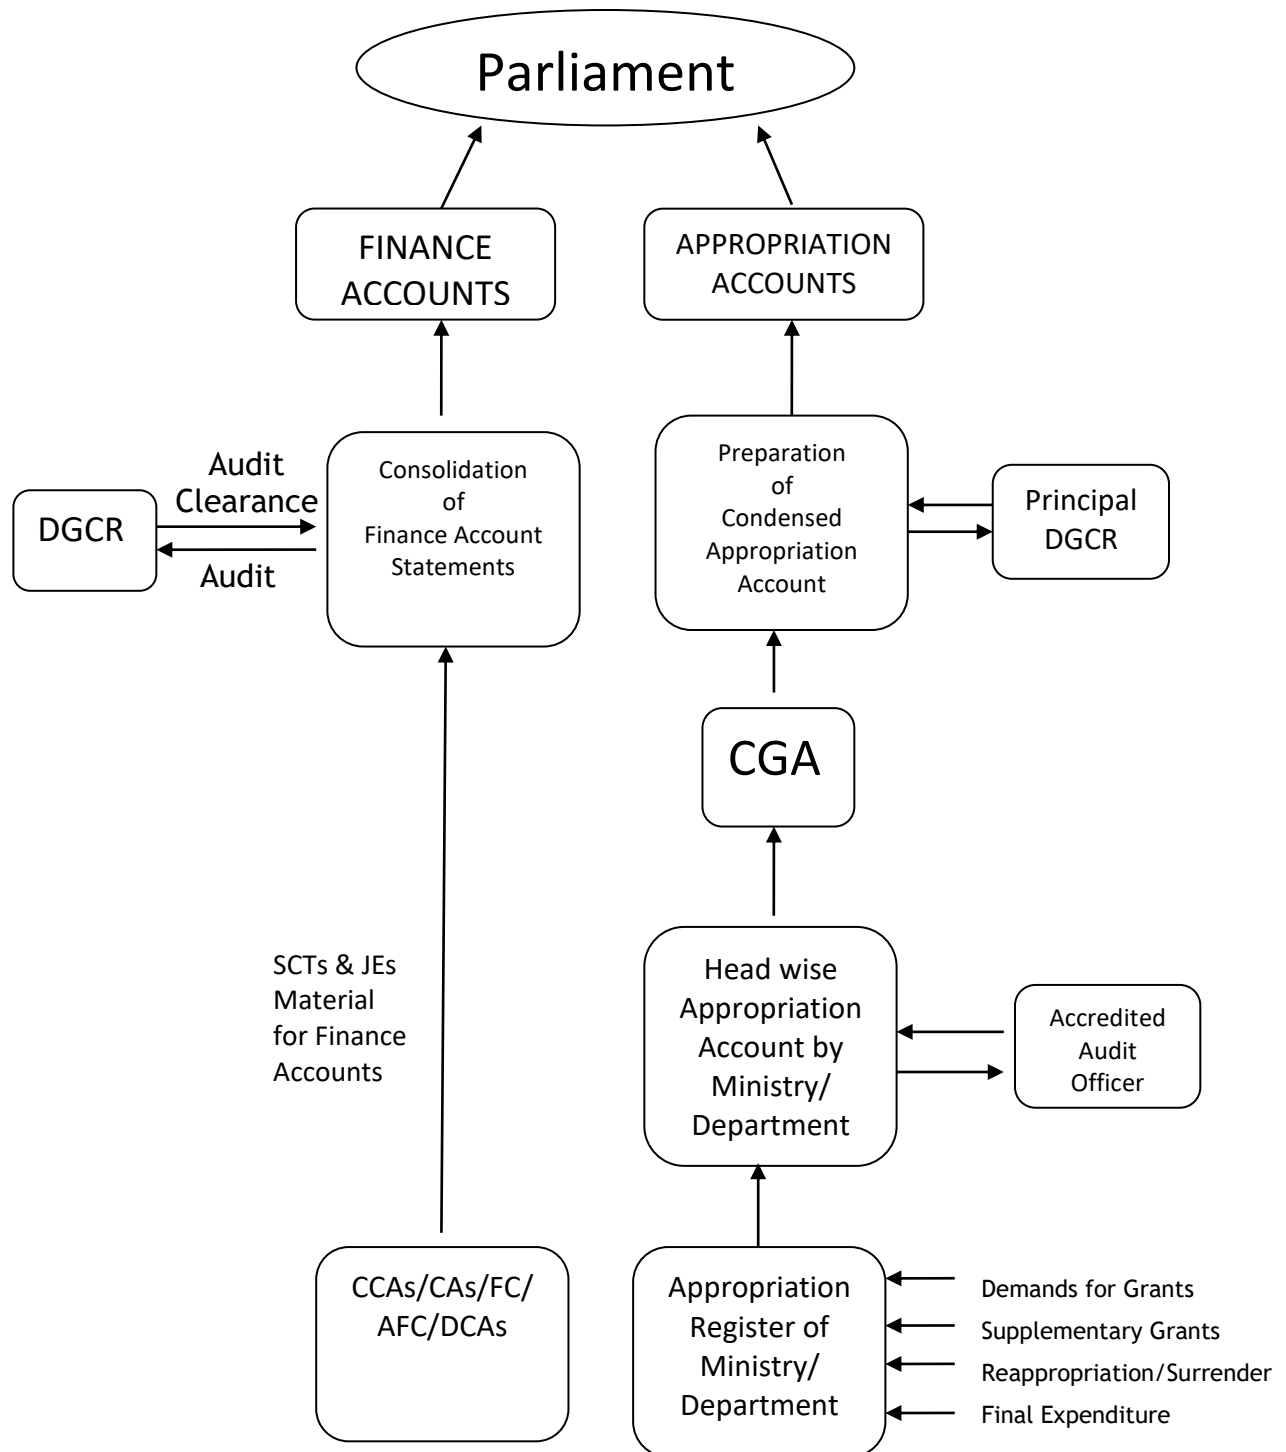 Parliament
FINANCE
ACCOUNTS
APPROPRIATION
ACCOUNTS
Audit
Clearance
DGCR
Audit
Consolidation
of
Finance Account
Statements
Preparation
of
Condensed
Appropriation
Account
Principal
DGCR
CGA
SCTs & JEs
Material
for Finance
Accounts
Head wise
Appropriation
Account by
Ministry/
Department
Accredited
Audit
Officer
CCAs/CAs/FC/
AFC/DCAs
Appropriation
Register of
Ministry/
Department
Demands for Grants
Supplementary Grants
Reappropriation/Surrender
Final Expenditure